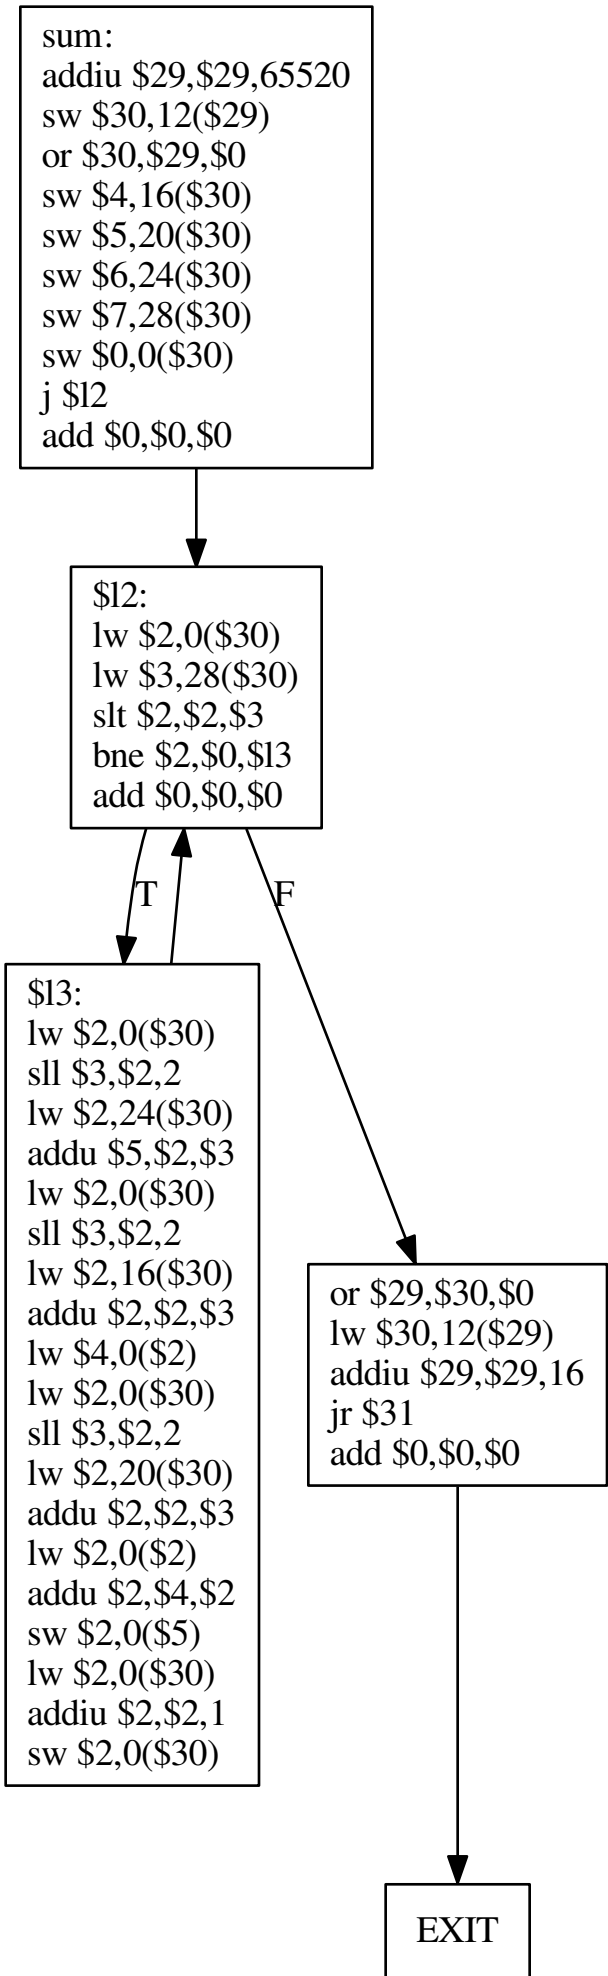 sum:
addiu $29,$29,65520
sw $30,12($29)
or $30,$29,$0
sw $4,16($30)
sw $5,20($30)
sw $6,24($30)
sw $7,28($30)
sw $0,0($30)
j $l2
add $0,$0,$0
$l2:
lw $2,0($30)
lw $3,28($30)
slt $2,$2,$3
bne $2,$0,$l3
add $0,$0,$0
T
F
$l3:
lw $2,0($30)
sll $3,$2,2
lw $2,24($30)
addu $5,$2,$3
lw $2,0($30)
sll $3,$2,2
lw $2,16($30)
addu $2,$2,$3
lw $4,0($2)
lw $2,0($30)
sll $3,$2,2
lw $2,20($30)
addu $2,$2,$3
lw $2,0($2)
addu $2,$4,$2
sw $2,0($5)
lw $2,0($30)
addiu $2,$2,1
sw $2,0($30)
or $29,$30,$0
lw $30,12($29)
addiu $29,$29,16
jr $31
add $0,$0,$0
EXIT